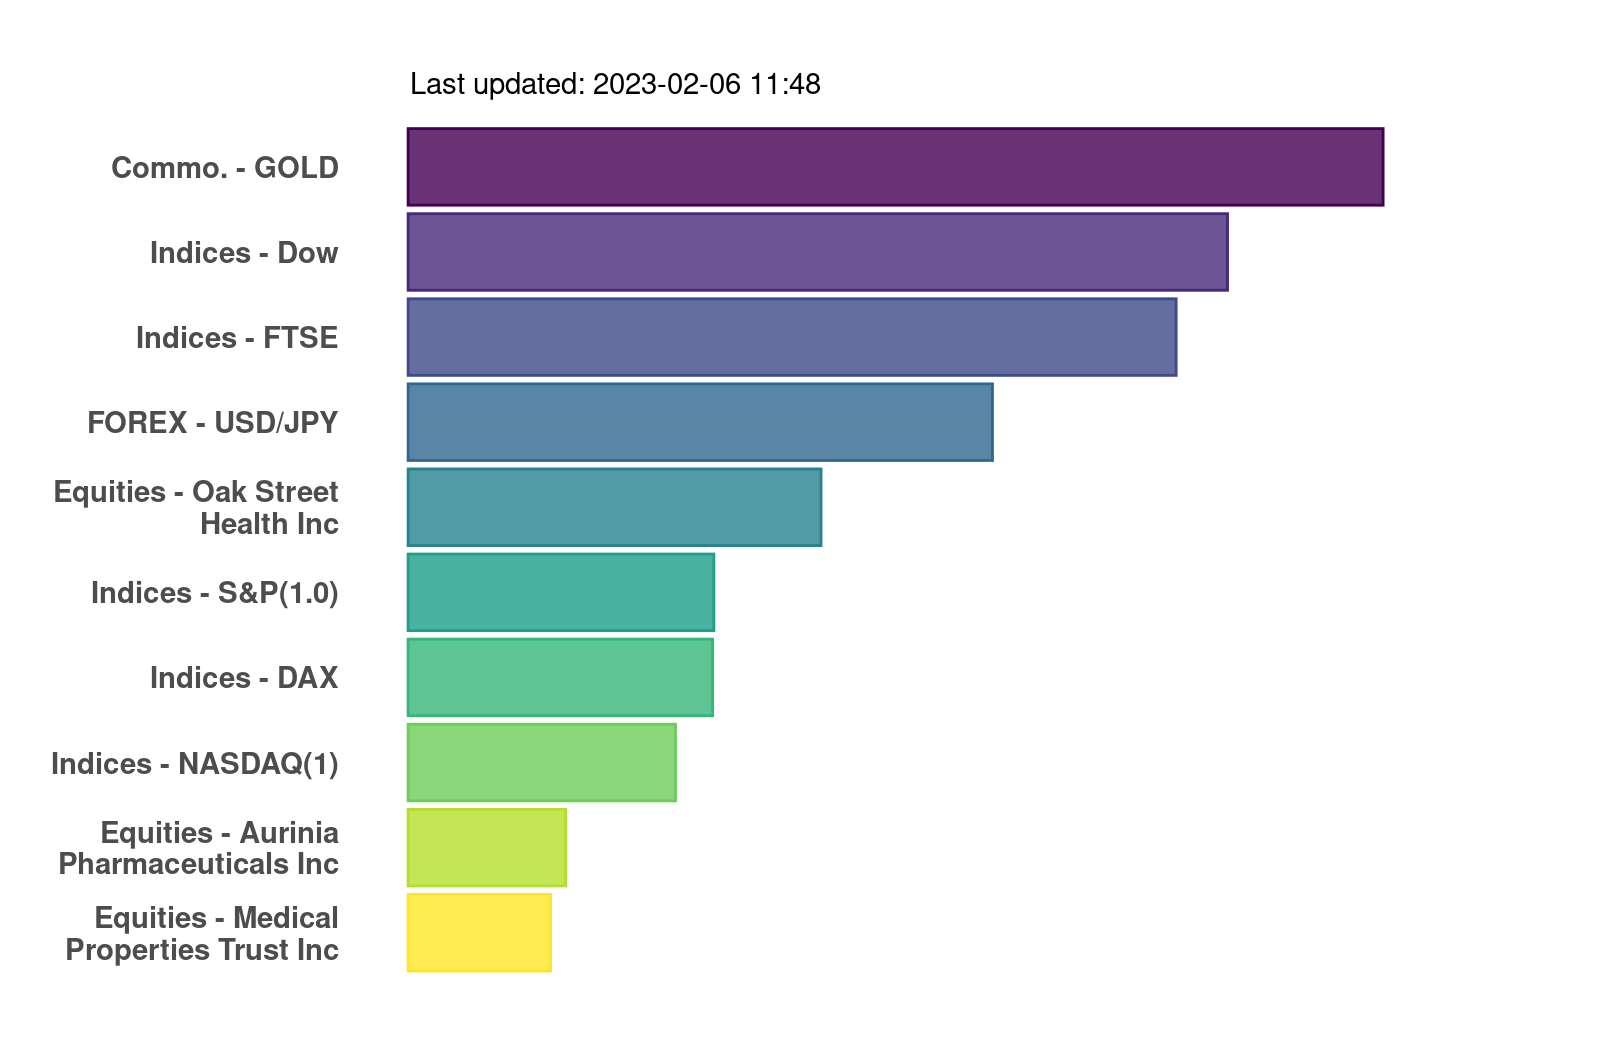 Last updated: 2023-02-06 11:48
Commo. - GOLD
Indices - Dow
Indices - FTSE
FOREX - USD/JPY
Equities - Oak Street
Health Inc
Indices - S&P(1.0)
Indices - DAX
Indices - NASDAQ(1)
Equities - Aurinia
Pharmaceuticals Inc
Equities - Medical
Properties Trust Inc